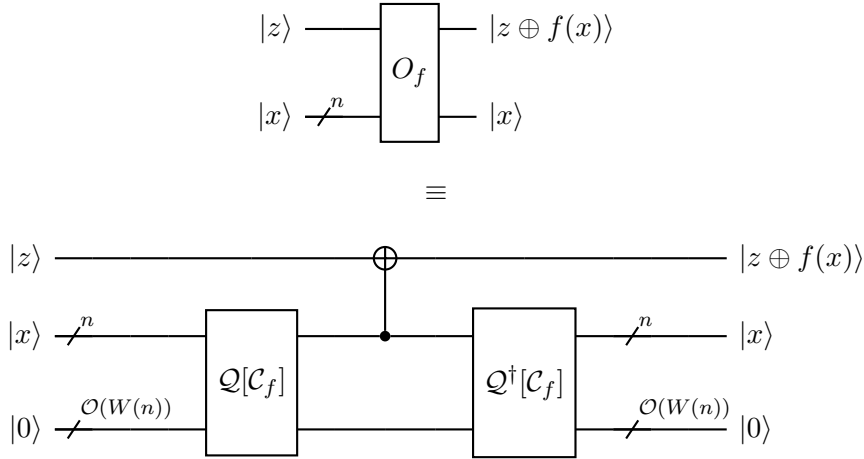 |z⟩ |z ⊕ f(x)⟩
O_f
|x⟩ n |x⟩
≡
|z⟩ |z ⊕ f(x)⟩
|x⟩ n n |x⟩
Q[C_f] Q†[C_f]
|0⟩ O(W(n)) O(W(n)) |0⟩